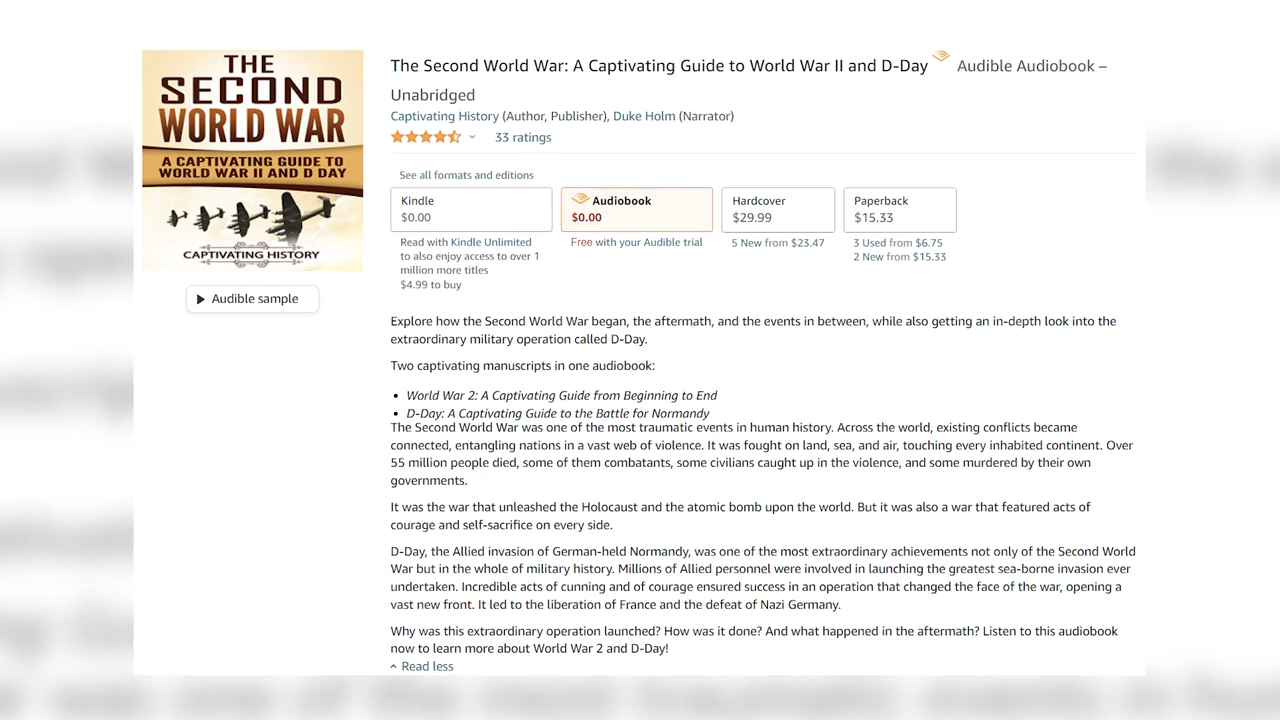 THE
SECOND
WORLD WAR
A CAPTIVATING GUIDE TO
WORLD WAR II AND D DAY
CAPTIVATING HISTORY
Audible sample
The Second World War: A Captivating Guide to World War II and D-Day Audible Audiobook –
Unabridged
Captivating History (Author, Publisher), Duke Holm (Narrator)
33 ratings
See all formats and editions
Kindle
$0.00
Read with Kindle Unlimited
to also enjoy access to over 1
million more titles
$4.99 to buy
Audiobook
$0.00
Free with your Audible trial
Hardcover
$29.99
5 New from $23.47
Paperback
$15.33
3 Used from $6.75
2 New from $15.33
Explore how the Second World War began, the aftermath, and the events in between, while also getting an in-depth look into the
extraordinary military operation called D-Day.
Two captivating manuscripts in one audiobook:
• World War 2: A Captivating Guide from Beginning to End
• D-Day: A Captivating Guide to the Battle for Normandy
The Second World War was one of the most traumatic events in human history. Across the world, existing conflicts became
connected, entangling nations in a vast web of violence. It was fought on land, sea, and air, touching every inhabited continent. Over
55 million people died, some of them combatants, some civilians caught up in the violence, and some murdered by their own
governments.
It was the war that unleashed the Holocaust and the atomic bomb upon the world. But it was also a war that featured acts of
courage and self-sacrifice on every side.
D-Day, the Allied invasion of German-held Normandy, was one of the most extraordinary achievements not only of the Second World
War but in the whole of military history. Millions of Allied personnel were involved in launching the greatest sea-borne invasion ever
undertaken. Incredible acts of cunning and of courage ensured success in an operation that changed the face of the war, opening a
vast new front. It led to the liberation of France and the defeat of Nazi Germany.
Why was this extraordinary operation launched? How was it done? And what happened in the aftermath? Listen to this audiobook
now to learn more about World War 2 and D-Day!
Read less